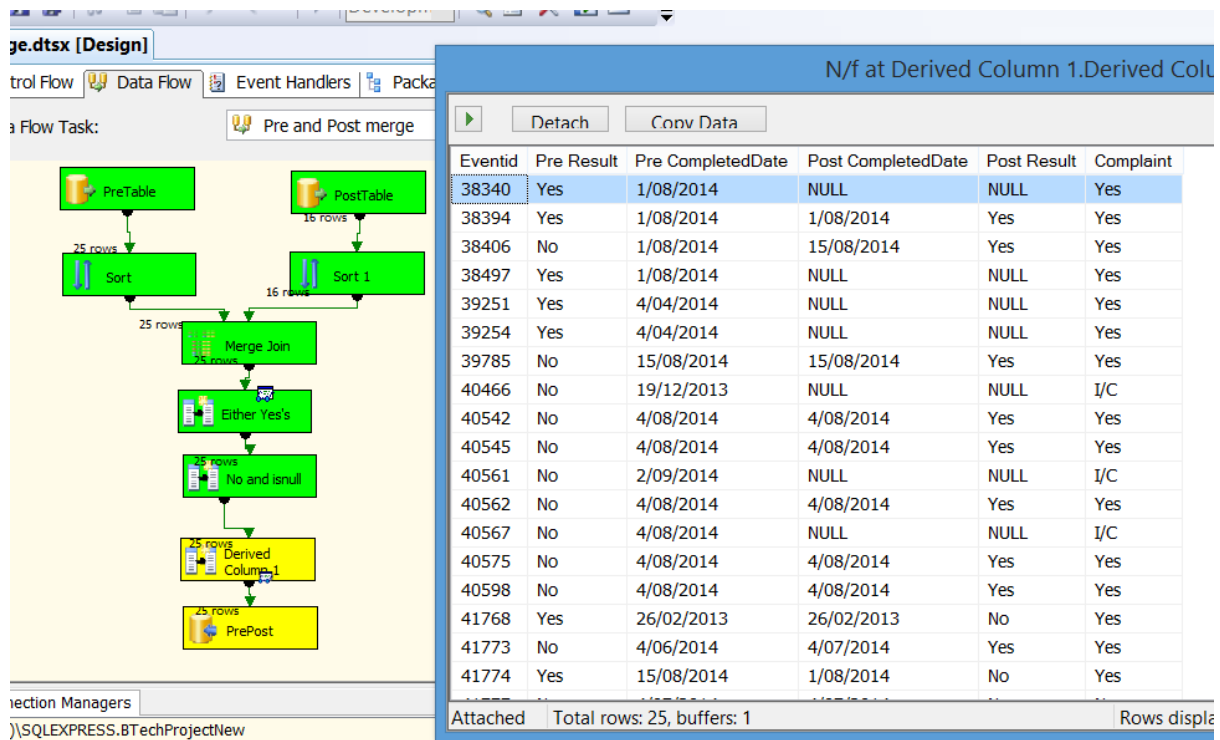 ge.dtsx [Design]
trol Flow Data Flow Event Handlers Packa
a Flow Task: Pre and Post merge
PreTable
PostTable
16 rows
25 rows
Sort
Sort 1
16 rows
25 rows
Merge Join
25 rows
Either Yes's
25 rows
No and isnull
25 rows
Derived
Column 1
25 rows
PrePost
nection Managers
)\SQLEXPRESS.BTechProjectNew
N/f at Derived Column 1.Derived Colu
Detach Copy Data
Eventid Pre Result Pre CompletedDate Post CompletedDate Post Result Complaint
38340 Yes 1/08/2014 NULL NULL Yes
38394 Yes 1/08/2014 1/08/2014 Yes Yes
38406 No 1/08/2014 15/08/2014 Yes Yes
38497 Yes 1/08/2014 NULL NULL Yes
39251 Yes 4/04/2014 NULL NULL Yes
39254 Yes 4/04/2014 NULL NULL Yes
39785 No 15/08/2014 15/08/2014 Yes Yes
40466 No 19/12/2013 NULL NULL I/C
40542 No 4/08/2014 4/08/2014 Yes Yes
40545 No 4/08/2014 4/08/2014 Yes Yes
40561 No 2/09/2014 NULL NULL I/C
40562 No 4/08/2014 4/08/2014 Yes Yes
40567 No 4/08/2014 NULL NULL I/C
40575 No 4/08/2014 4/08/2014 Yes Yes
40598 No 4/08/2014 4/08/2014 Yes Yes
41768 Yes 26/02/2013 26/02/2013 No Yes
41773 No 4/06/2014 4/07/2014 Yes Yes
41774 Yes 15/08/2014 1/08/2014 No Yes
Attached Total rows: 25, buffers: 1 Rows displa